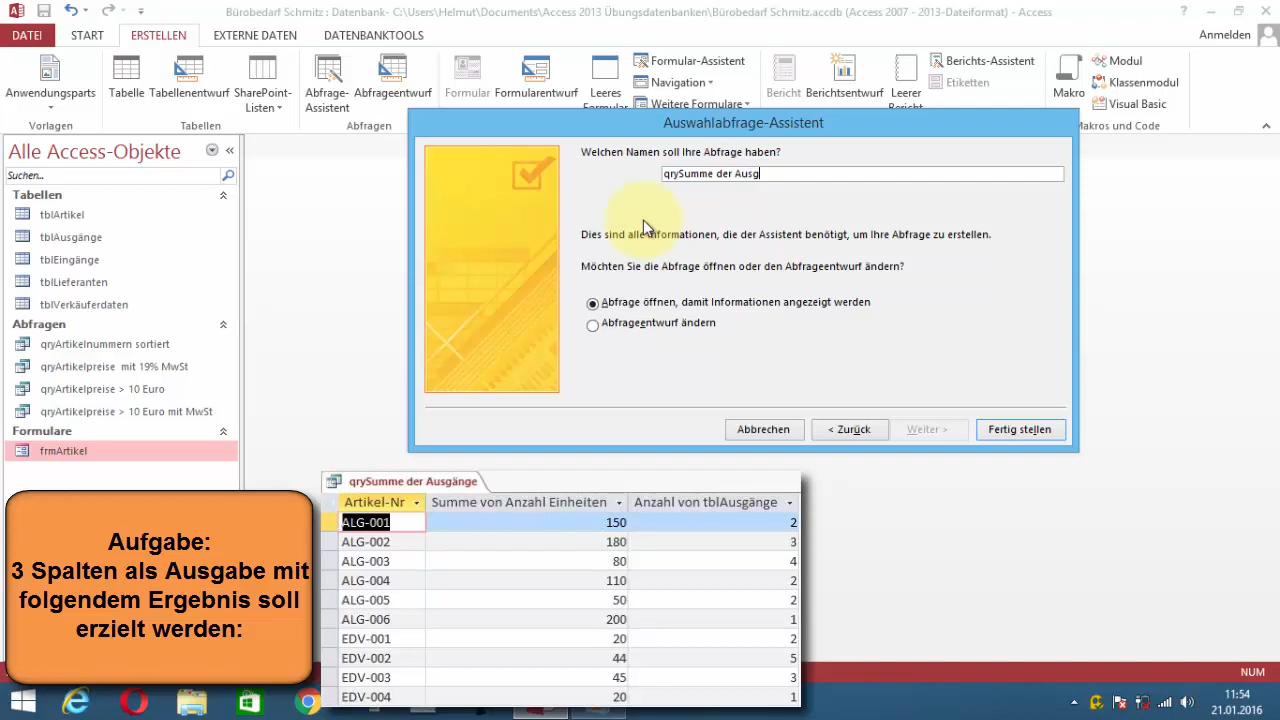 Bürobedarf Schmitz : Datenbank- C:\Users\Helmut\Documents\Access 2013 Übungsdatenbanken\Bürobedarf Schmitz.accdb (Access 2007 - 2013-Dateiformat) - Access
DATEI START ERSTELLEN EXTERNE DATEN DATENBANKTOOLS Anmelden
Anwendungsparts
Tabelle Tabellenentwurf SharePoint-Listen
Abfrage-Assistent Abfrageentwurf
Formular Formularentwurf Leeres Formular
Formular-Assistent
Navigation
Weitere Formulare
Bericht Berichtsentwurf Leerer Bericht
Berichts-Assistent
Etiketten
Makro
Modul
Klassenmodul
Visual Basic
Vorlagen Tabellen Abfragen Makros und Code
Alle Access-Objekte
Suchen...
Tabellen
tblArtikel
tblAusgänge
tblEingänge
tblLieferanten
tblVerkäuferdaten
Abfragen
qryArtikelnummern sortiert
qryArtikelpreise mit 19% MwSt
qryArtikelpreise > 10 Euro
qryArtikelpreise > 10 Euro mit MwSt
Formulare
frmArtikel
Auswahlabfrage-Assistent
Welchen Namen soll Ihre Abfrage haben?
qrySumme der Ausg
Dies sind alle Informationen, die der Assistent benötigt, um Ihre Abfrage zu erstellen.
Möchten Sie die Abfrage öffnen oder den Abfrageentwurf ändern?
Abfrage öffnen, damit Informationen angezeigt werden
Abfrageentwurf ändern
Abbrechen < Zurück Weiter > Fertig stellen
Aufgabe:
3 Spalten als Ausgabe mit
folgendem Ergebnis soll
erzielt werden:
qrySumme der Ausgänge
Artikel-Nr Summe von Anzahl Einheiten Anzahl von tblAusgänge
ALG-001 150 2
ALG-002 180 3
ALG-003 80 4
ALG-004 110 2
ALG-005 50 2
ALG-006 200 1
EDV-001 20 2
EDV-002 44 5
EDV-003 45 3
EDV-004 20 1
NUM
11:54
21.01.2016